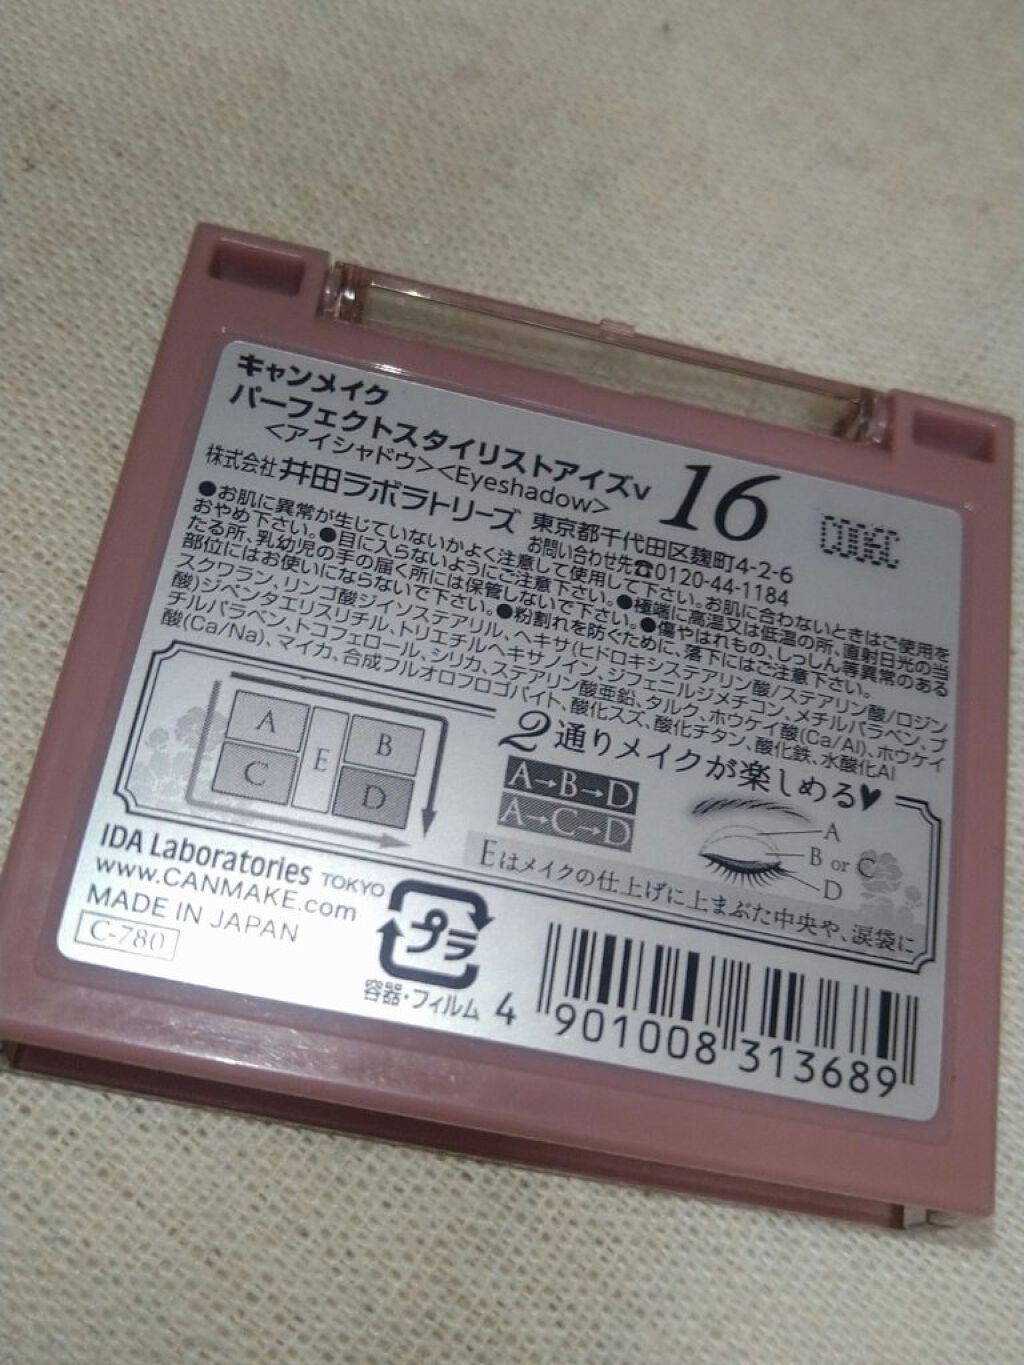 キャンメイク
パーフェクトスタイリストアイズv 16
<アイシャドウ><Eyeshadow>
株式会社 井田ラボラトリーズ 東京都千代田区麹町4-2-6
お問い合わせ先☎0120-44-1184
●お肌に異常が生じていないかよく注意して使用して下さい。お肌に合わないときはご使用を
おやめ下さい。●目に入らないようにご注意下さい。●極端に高温又は低温の所、直射日光の当
たる所、乳幼児の手の届く所には保管しないで下さい。●傷やはれもの、しっしん等異常のある
部位にはお使いにならないで下さい。●粉割れを防ぐために、落下にはご注意下さい。
スクワラン、リンゴ酸ジイソステアリル、ヘキサ(ヒドロキシステアリン酸/ステアリン酸/ロジン
酸)ジペンタエリスリチル、トリエチルヘキサノイン、ジフェニルジメチコン、メチルパラベン、ブ
チルパラベン、トコフェロール、シリカ、ステアリン酸亜鉛、タルク、ホウケイ酸(Ca/Al)、ホウケイ
酸(Ca/Na)、マイカ、合成フルオロフロゴパイト、酸化スズ、酸化チタン、酸化鉄、水酸化Al
A B
E
C D
2通りメイクが楽しめる♥
A→B→D
A→C→D
A
B or C
D
Eはメイクの仕上げに上まぶた中央や、涙袋に
IDA Laboratories TOKYO
www.CANMAKE.com
MADE IN JAPAN
C-780
プラ
容器・フィルム
4 901008 313689